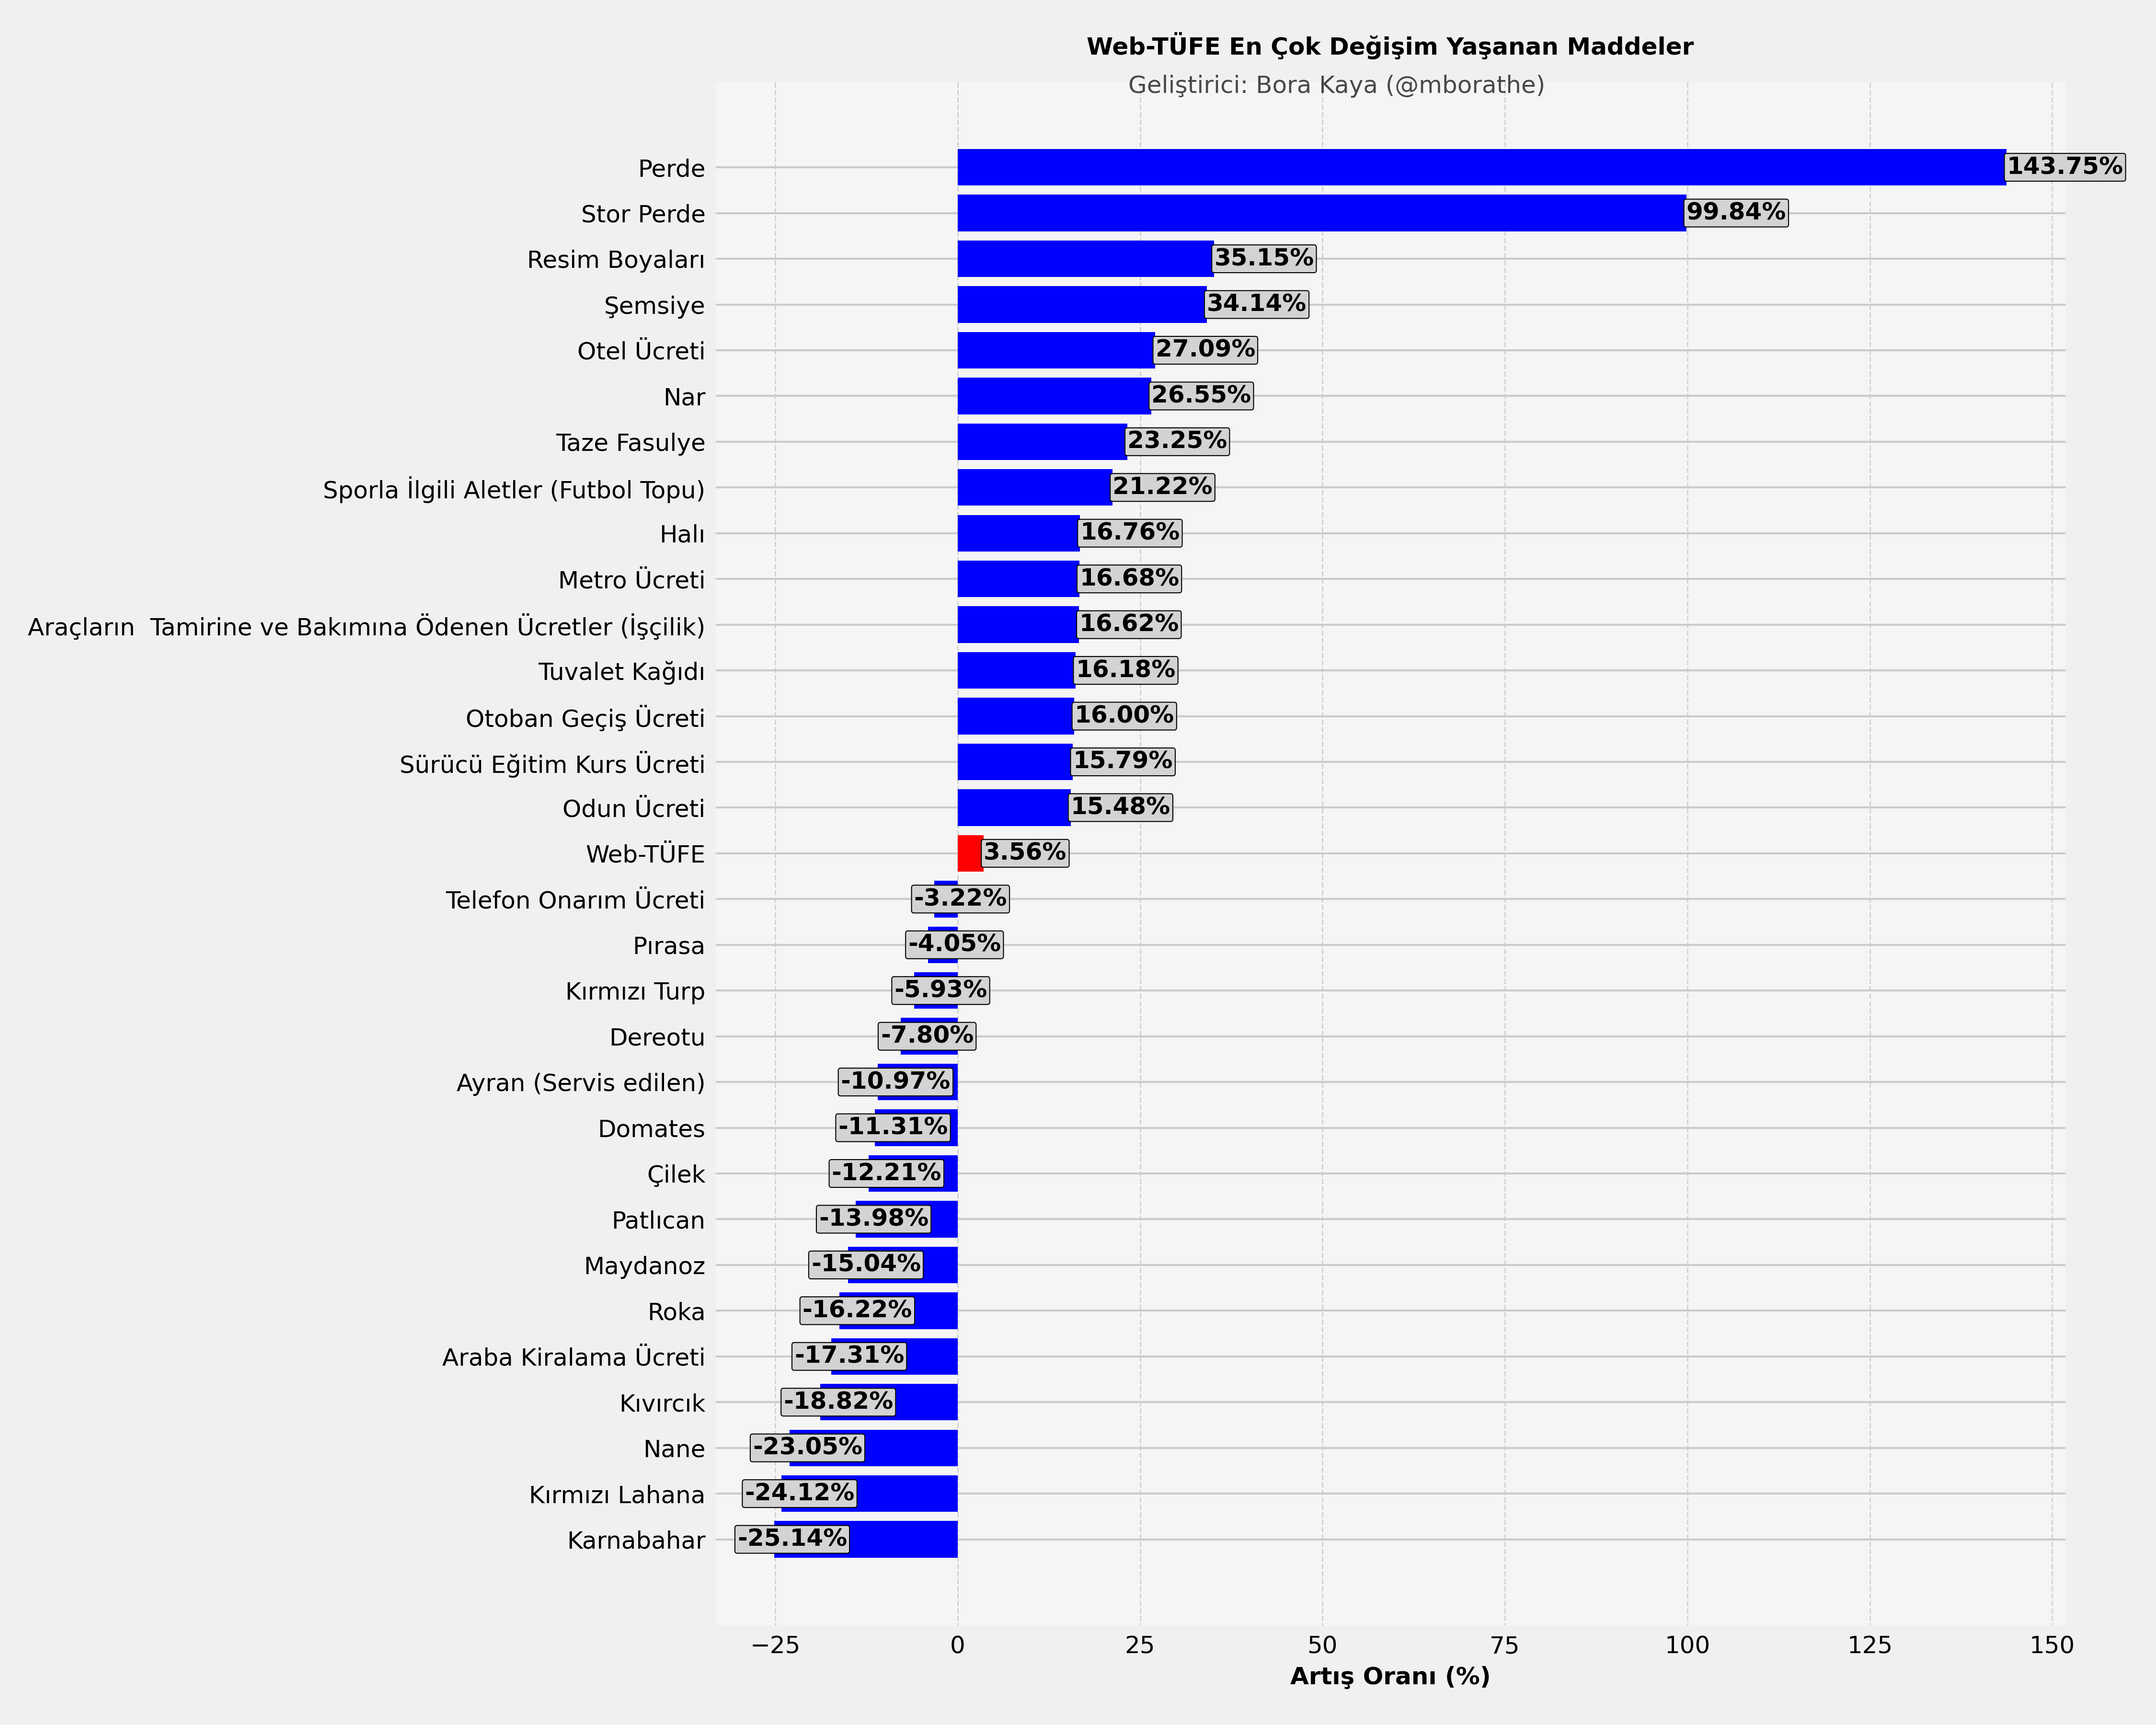 Web-TÜFE En Çok Değişim Yaşanan Maddeler
Geliştirici: Bora Kaya (@mborathe)
Perde 143.75%
Stor Perde 99.84%
Resim Boyaları 35.15%
Şemsiye 34.14%
Otel Ücreti 27.09%
Nar 26.55%
Taze Fasulye 23.25%
Sporla İlgili Aletler (Futbol Topu) 21.22%
Halı 16.76%
Metro Ücreti 16.68%
Araçların  Tamirine ve Bakımına Ödenen Ücretler (İşçilik) 16.62%
Tuvalet Kağıdı 16.18%
Otoban Geçiş Ücreti 16.00%
Sürücü Eğitim Kurs Ücreti 15.79%
Odun Ücreti 15.48%
Web-TÜFE 3.56%
Telefon Onarım Ücreti -3.22%
Pırasa -4.05%
Kırmızı Turp -5.93%
Dereotu -7.80%
Ayran (Servis edilen) -10.97%
Domates -11.31%
Çilek -12.21%
Patlıcan -13.98%
Maydanoz -15.04%
Roka -16.22%
Araba Kiralama Ücreti -17.31%
Kıvırcık -18.82%
Nane -23.05%
Kırmızı Lahana -24.12%
Karnabahar -25.14%
−25 0 25 50 75 100 125 150
Artış Oranı (%)